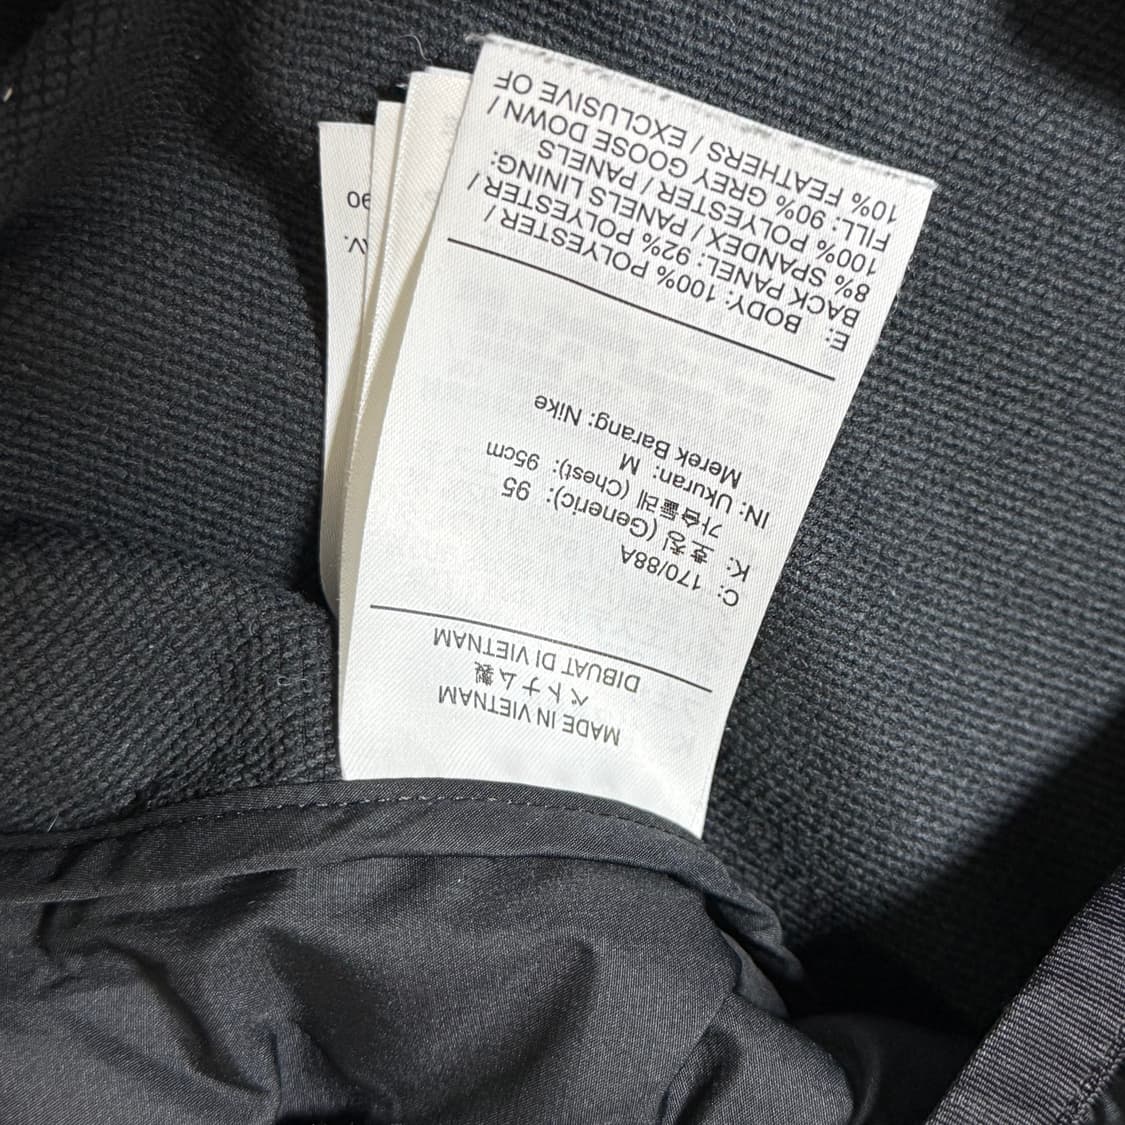 MADE IN VIETNAM
ベトナム製
DIBUAT DI VIETNAM
C: 170/88A
K: 호칭 (Generic): 95
가슴둘레 (Chest): 95cm
IN: Ukuran: M
Merek Barang: Nike
E:
BODY: 100% POLYESTER /
BACK PANEL: 92% POLYESTER /
8% SPANDEX / PANELS LINING:
100% POLYESTER / PANELS
FILL: 90% GREY GOOSE DOWN /
10% FEATHERS / EXCLUSIVE OF